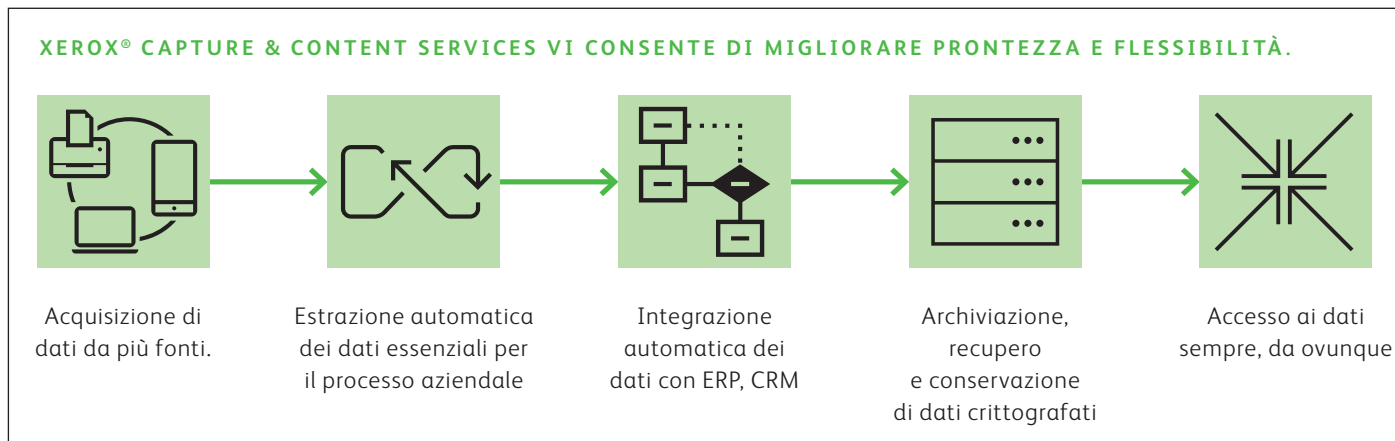 XEROX® CAPTURE & CONTENT SERVICES VI CONSENTE DI MIGLIORARE PRONTEZZA E FLESSIBILITÀ.
Acquisizione di
dati da più fonti.
Estrazione automatica
dei dati essenziali per
il processo aziendale
Integrazione
automatica dei
dati con ERP, CRM
Archiviazione,
recupero
e conservazione
di dati crittografati
Accesso ai dati
sempre, da ovunque